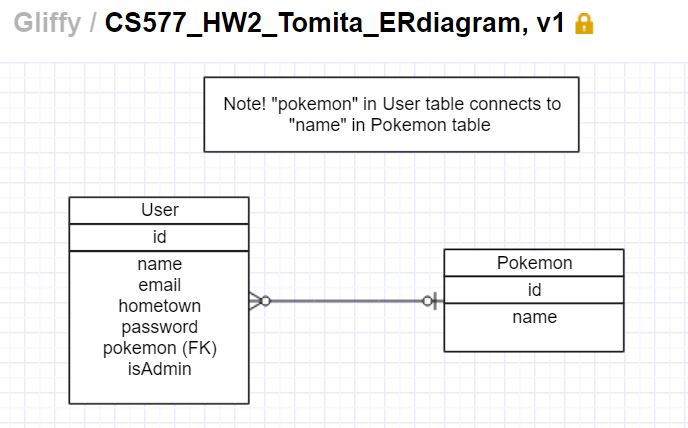 Gliffy / CS577_HW2_Tomita_ERdiagram, v1
Note! "pokemon" in User table connects to
"name" in Pokemon table
User
id
name
email
hometown
password
pokemon (FK)
isAdmin
Pokemon
id
name